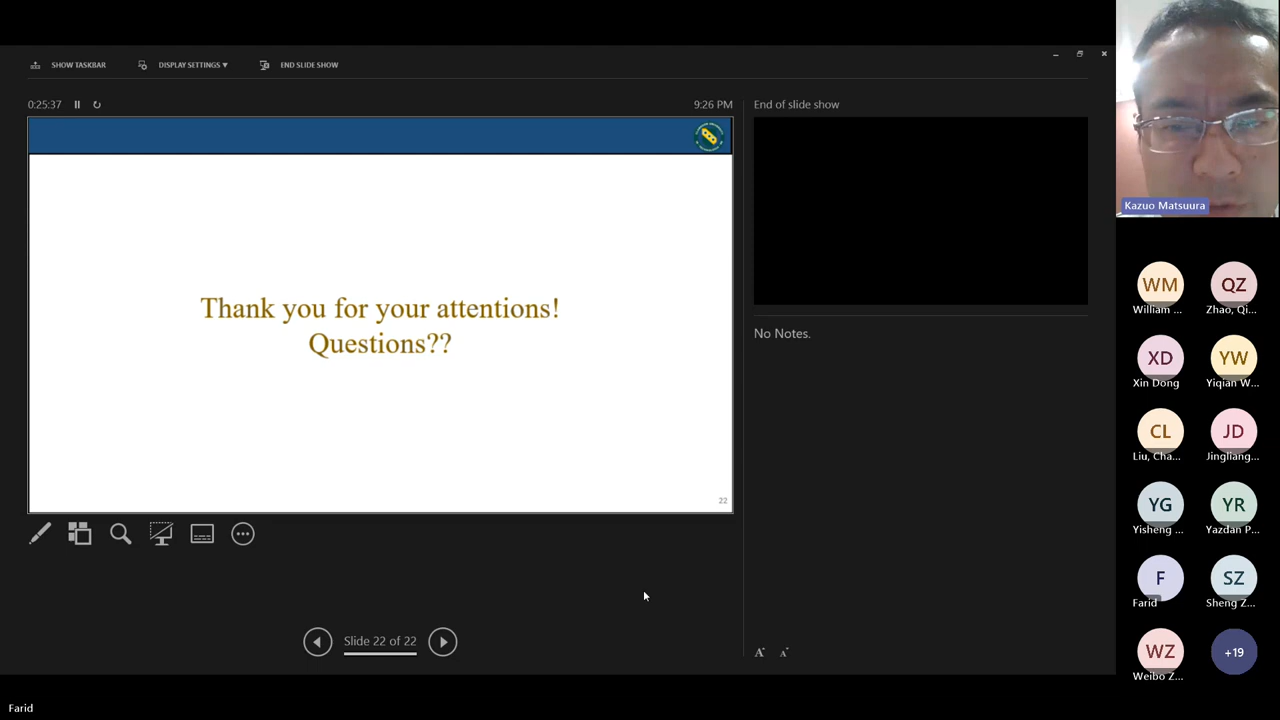 SHOW TASKBAR
DISPLAY SETTINGS ▾
END SLIDE SHOW
0:25:37
9:26 PM
End of slide show
Thank you for your attentions!
Questions??
22
No Notes.
Slide 22 of 22
A A
Kazuo Matsuura
WM
QZ
William ...
Zhao, Qi...
XD
YW
Xin Dong
Yiqian W...
CL
JD
Liu, Cha...
Jingliang...
YG
YR
Yisheng ...
Yazdan P...
F
SZ
Farid
Sheng Z...
WZ
+19
Weibo Z...
Farid